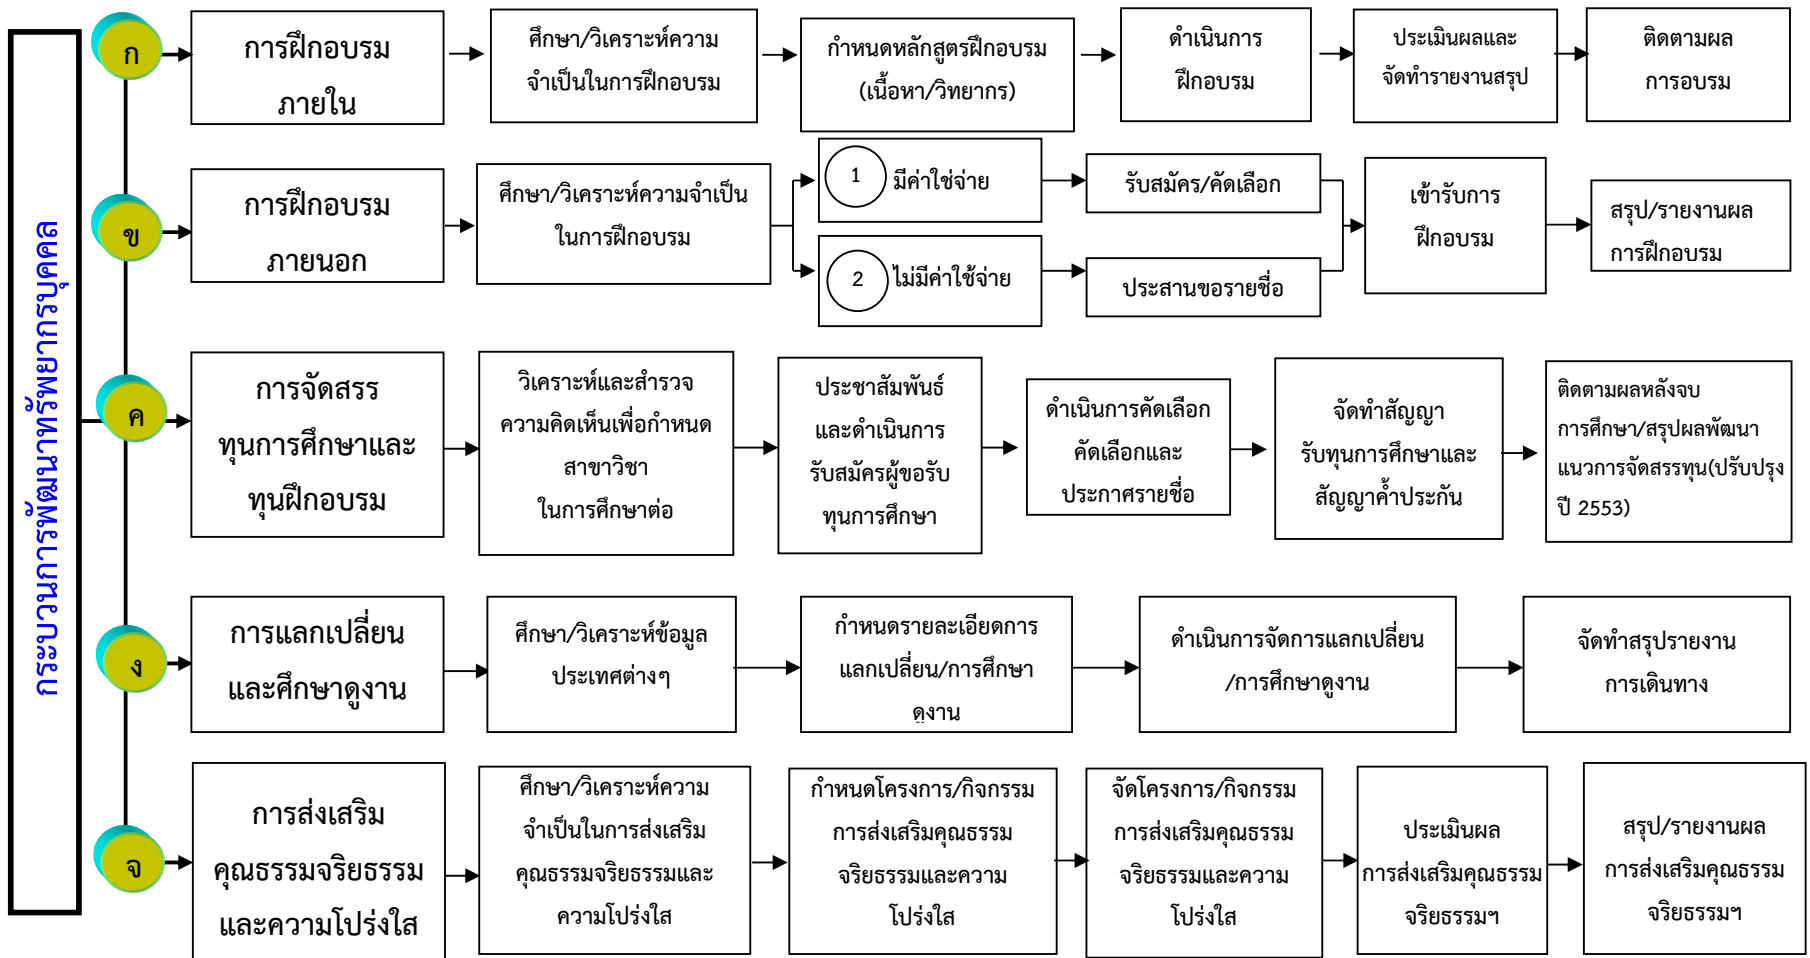 กระบวนการพัฒนาทรัพยากรบุคคล
ก
การฝึกอบรม
ภายใน
ศึกษา/วิเคราะห์ความ
จำเป็นในการฝึกอบรม
กำหนดหลักสูตรฝึกอบรม
(เนื้อหา/วิทยากร)
ดำเนินการ
ฝึกอบรม
ประเมินผลและ
จัดทำรายงานสรุป
ติดตามผล
การอบรม
ข
การฝึกอบรม
ภายนอก
ศึกษา/วิเคราะห์ความจำเป็น
ในการฝึกอบรม
1 มีค่าใช่จ่าย
รับสมัคร/คัดเลือก
2 ไม่มีค่าใช้จ่าย
ประสานขอรายชื่อ
เข้ารับการ
ฝึกอบรม
สรุป/รายงานผล
การฝึกอบรม
ค
การจัดสรร
ทุนการศึกษาและ
ทุนฝึกอบรม
วิเคราะห์และสำรวจ
ความคิดเห็นเพื่อกำหนด
สาขาวิชา
ในการศึกษาต่อ
ประชาสัมพันธ์
และดำเนินการ
รับสมัครผู้ขอรับ
ทุนการศึกษา
ดำเนินการคัดเลือก
คัดเลือกและ
ประกาศรายชื่อ
จัดทำสัญญา
รับทุนการศึกษาและ
สัญญาค้ำประกัน
ติดตามผลหลังจบ
การศึกษา/สรุปผลพัฒนา
แนวการจัดสรรทุน(ปรับปรุง
ปี 2553)
ง
การแลกเปลี่ยน
และศึกษาดูงาน
ศึกษา/วิเคราะห์ข้อมูล
ประเทศต่างๆ
กำหนดรายละเอียดการ
แลกเปลี่ยน/การศึกษา
ดูงาน
ดำเนินการจัดการแลกเปลี่ยน
/การศึกษาดูงาน
จัดทำสรุปรายงาน
การเดินทาง
จ
การส่งเสริม
คุณธรรมจริยธรรม
และความโปร่งใส
ศึกษา/วิเคราะห์ความ
จำเป็นในการส่งเสริม
คุณธรรมจริยธรรมและ
ความโปร่งใส
กำหนดโครงการ/กิจกรรม
การส่งเสริมคุณธรรม
จริยธรรมและความ
โปร่งใส
จัดโครงการ/กิจกรรม
การส่งเสริมคุณธรรม
จริยธรรมและความ
โปร่งใส
ประเมินผล
การส่งเสริมคุณธรรม
จริยธรรมฯ
สรุป/รายงานผล
การส่งเสริมคุณธรรม
จริยธรรมฯ